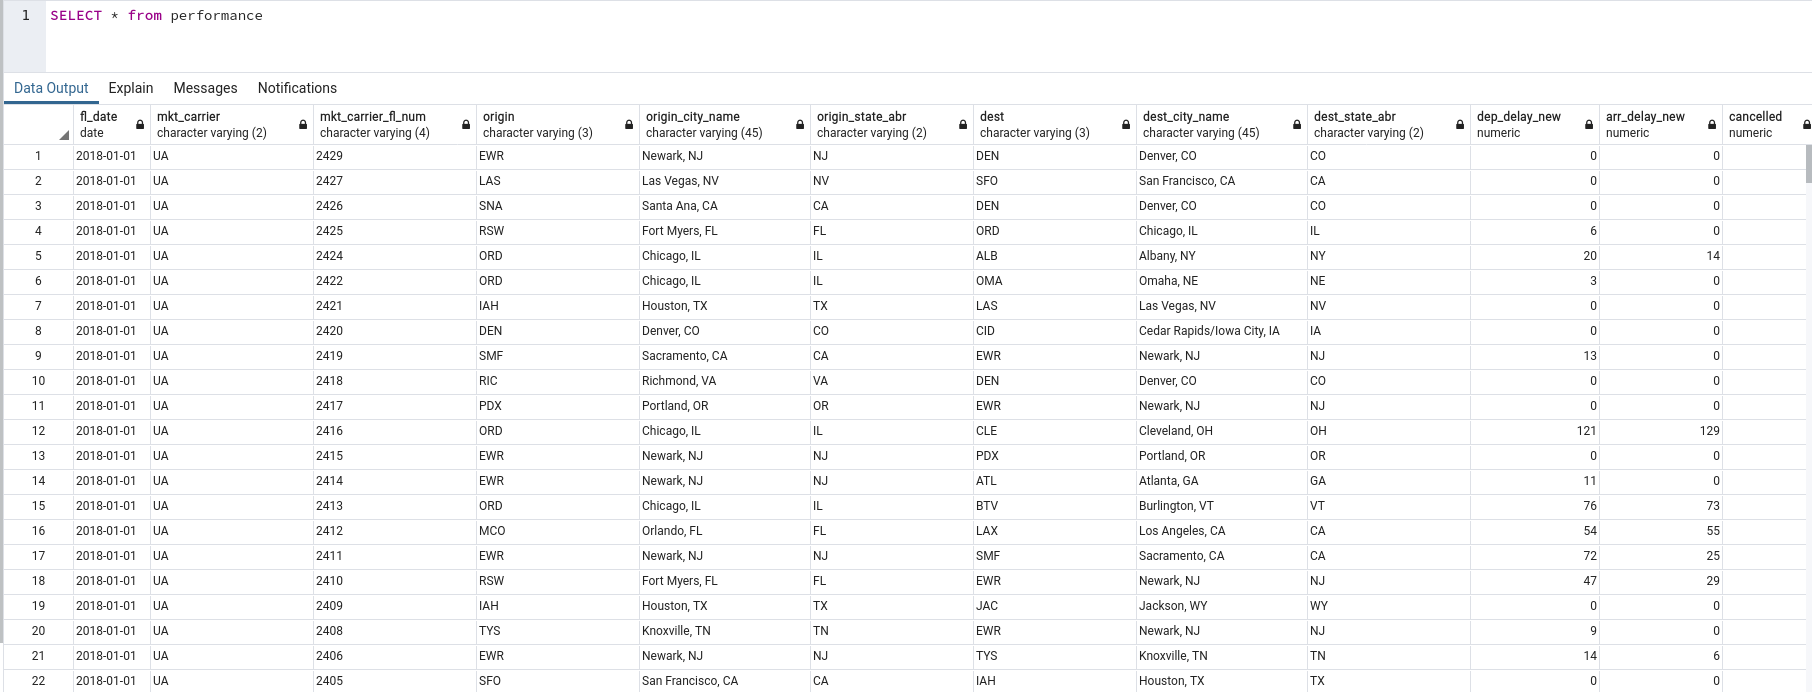 1 SELECT * from performance
Data Output Explain Messages Notifications
fl_date mkt_carrier mkt_carrier_fl_num origin origin_city_name origin_state_abr dest dest_city_name dest_state_abr dep_delay_new arr_delay_new cancelled
date character varying (2) character varying (4) character varying (3) character varying (45) character varying (2) character varying (3) character varying (45) character varying (2) numeric numeric numeric
1 2018-01-01 UA 2429 EWR Newark, NJ NJ DEN Denver, CO CO 0 0
2 2018-01-01 UA 2427 LAS Las Vegas, NV NV SFO San Francisco, CA CA 0 0
3 2018-01-01 UA 2426 SNA Santa Ana, CA CA DEN Denver, CO CO 0 0
4 2018-01-01 UA 2425 RSW Fort Myers, FL FL ORD Chicago, IL IL 6 0
5 2018-01-01 UA 2424 ORD Chicago, IL IL ALB Albany, NY NY 20 14
6 2018-01-01 UA 2422 ORD Chicago, IL IL OMA Omaha, NE NE 3 0
7 2018-01-01 UA 2421 IAH Houston, TX TX LAS Las Vegas, NV NV 0 0
8 2018-01-01 UA 2420 DEN Denver, CO CO CID Cedar Rapids/Iowa City, IA IA 0 0
9 2018-01-01 UA 2419 SMF Sacramento, CA CA EWR Newark, NJ NJ 13 0
10 2018-01-01 UA 2418 RIC Richmond, VA VA DEN Denver, CO CO 0 0
11 2018-01-01 UA 2417 PDX Portland, OR OR EWR Newark, NJ NJ 0 0
12 2018-01-01 UA 2416 ORD Chicago, IL IL CLE Cleveland, OH OH 121 129
13 2018-01-01 UA 2415 EWR Newark, NJ NJ PDX Portland, OR OR 0 0
14 2018-01-01 UA 2414 EWR Newark, NJ NJ ATL Atlanta, GA GA 11 0
15 2018-01-01 UA 2413 ORD Chicago, IL IL BTV Burlington, VT VT 76 73
16 2018-01-01 UA 2412 MCO Orlando, FL FL LAX Los Angeles, CA CA 54 55
17 2018-01-01 UA 2411 EWR Newark, NJ NJ SMF Sacramento, CA CA 72 25
18 2018-01-01 UA 2410 RSW Fort Myers, FL FL EWR Newark, NJ NJ 47 29
19 2018-01-01 UA 2409 IAH Houston, TX TX JAC Jackson, WY WY 0 0
20 2018-01-01 UA 2408 TYS Knoxville, TN TN EWR Newark, NJ NJ 9 0
21 2018-01-01 UA 2406 EWR Newark, NJ NJ TYS Knoxville, TN TN 14 6
22 2018-01-01 UA 2405 SFO San Francisco, CA CA IAH Houston, TX TX 0 0